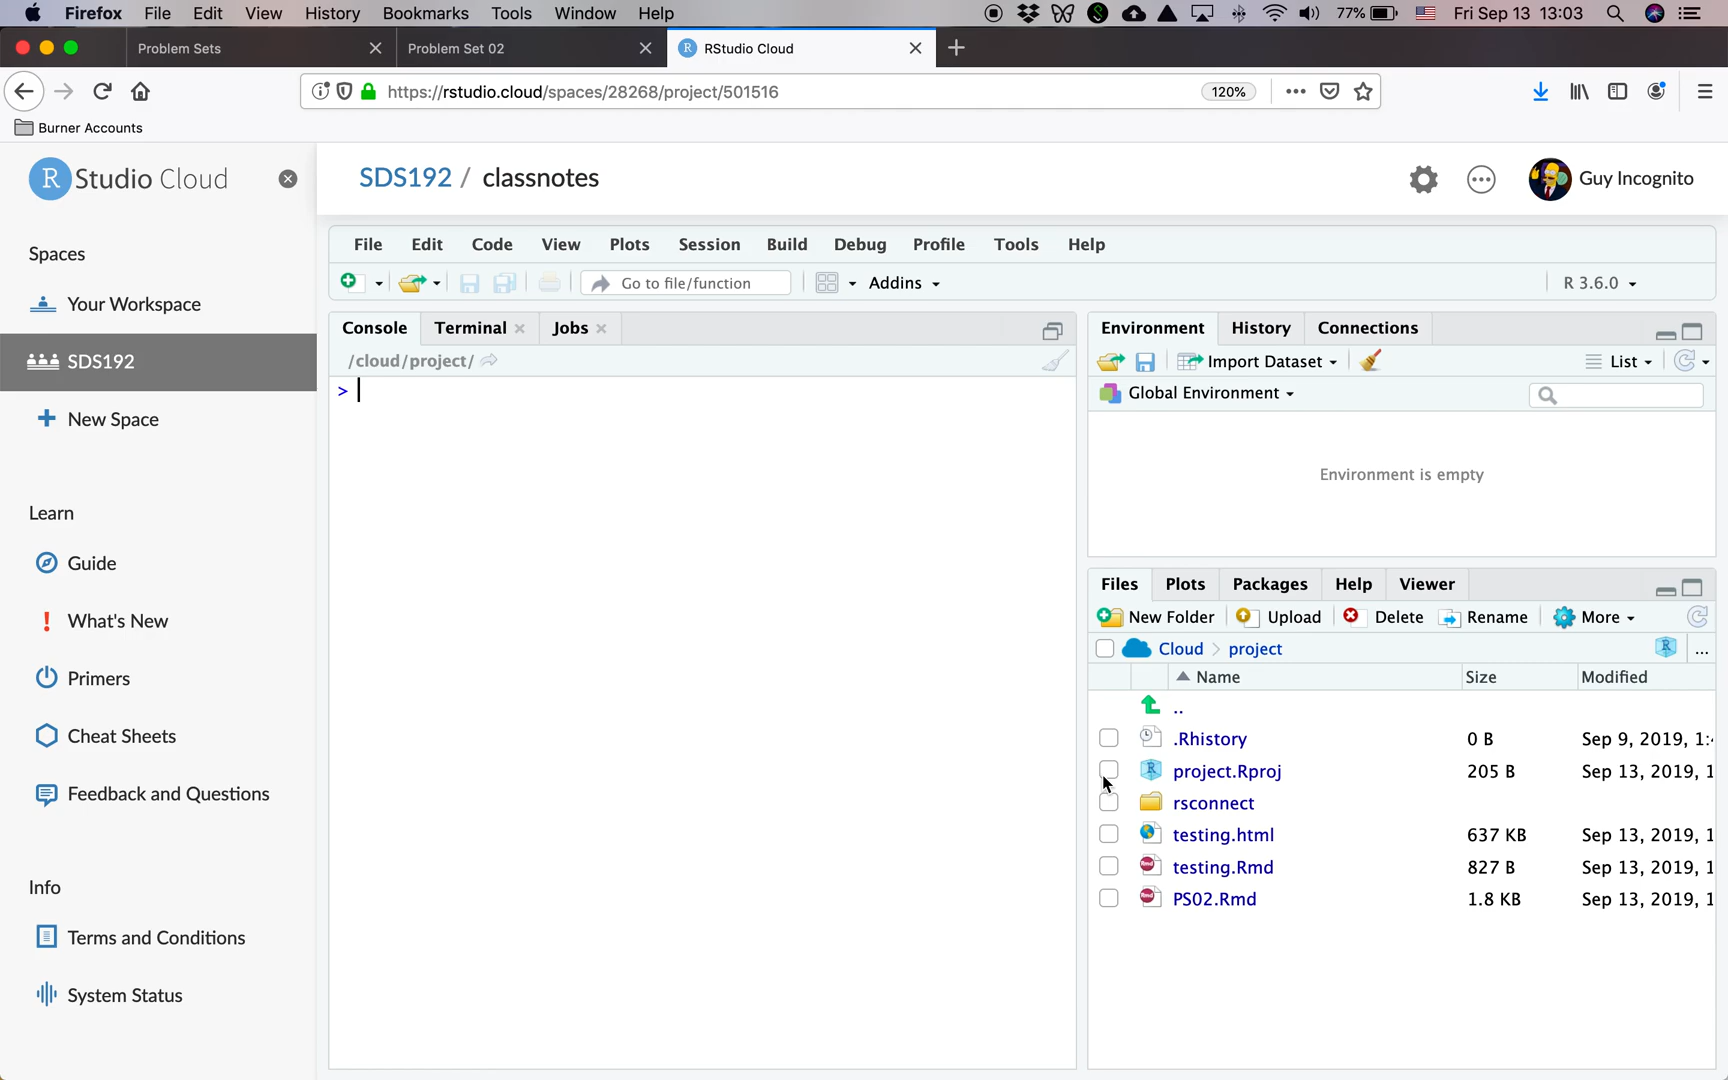 Firefox File Edit View History Bookmarks Tools Window Help 77% Fri Sep 13 13:03
Problem Sets Problem Set 02 RStudio Cloud
https://rstudio.cloud/spaces/28268/project/501516 120%
Burner Accounts
R Studio Cloud
SDS192 / classnotes
Guy Incognito
Spaces
Your Workspace
SDS192
New Space
Learn
Guide
What's New
Primers
Cheat Sheets
Feedback and Questions
Info
Terms and Conditions
System Status
File Edit Code View Plots Session Build Debug Profile Tools Help
Go to file/function Addins R 3.6.0
Console Terminal Jobs
/cloud/project/
>
Environment History Connections
Import Dataset List
Global Environment
Environment is empty
Files Plots Packages Help Viewer
New Folder Upload Delete Rename More
Cloud > project R ...
Name Size Modified
..
.Rhistory 0 B Sep 9, 2019, 1:
project.Rproj 205 B Sep 13, 2019, 1
rsconnect
testing.html 637 KB Sep 13, 2019, 1
testing.Rmd 827 B Sep 13, 2019, 1
PS02.Rmd 1.8 KB Sep 13, 2019, 1